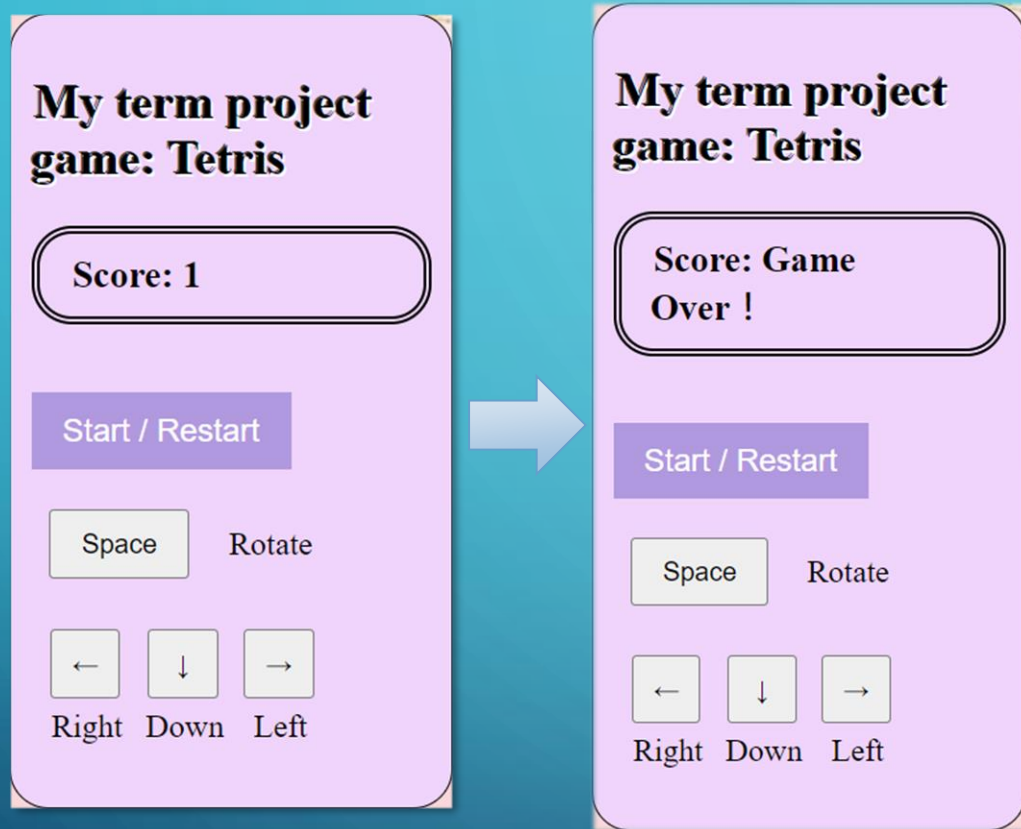 My term project
game: Tetris
Score: 1
Start / Restart
Space Rotate
← ↓ →
Right Down Left
My term project
game: Tetris
Score: Game
Over !
Start / Restart
Space Rotate
← ↓ →
Right Down Left